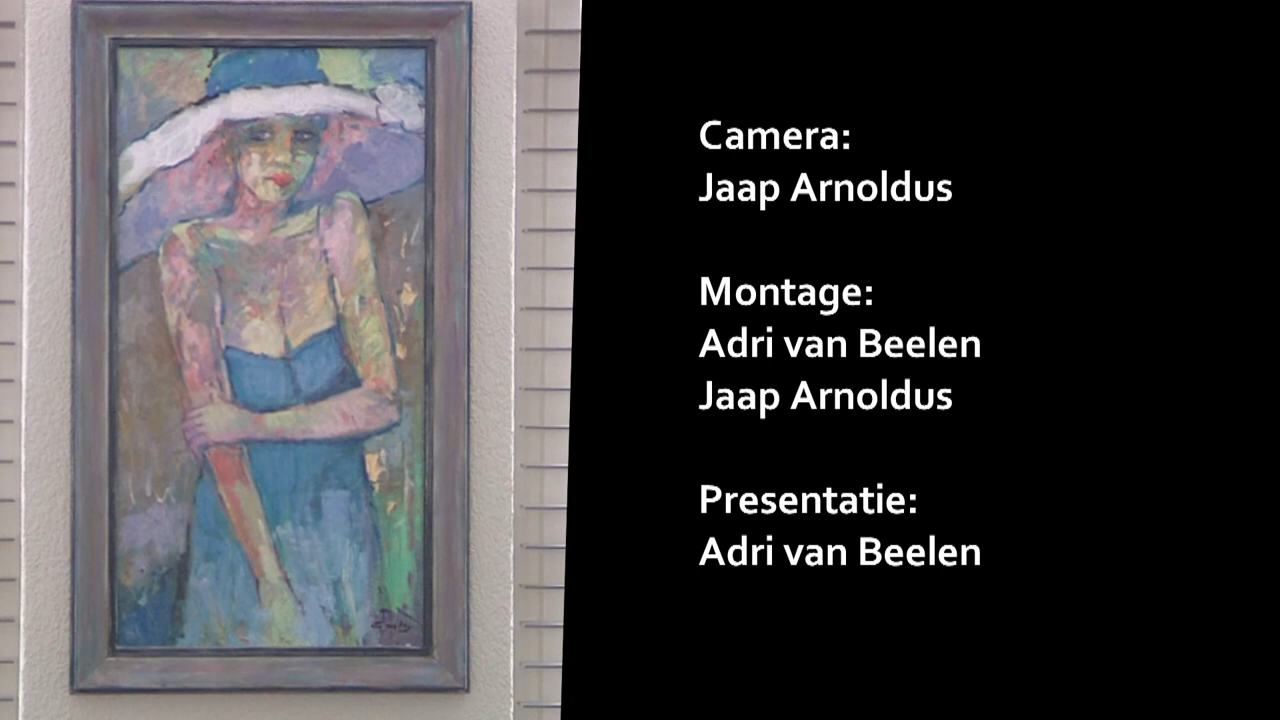 Camera:
Jaap Arnoldus
Montage:
Adri van Beelen
Jaap Arnoldus
Presentatie:
Adri van Beelen